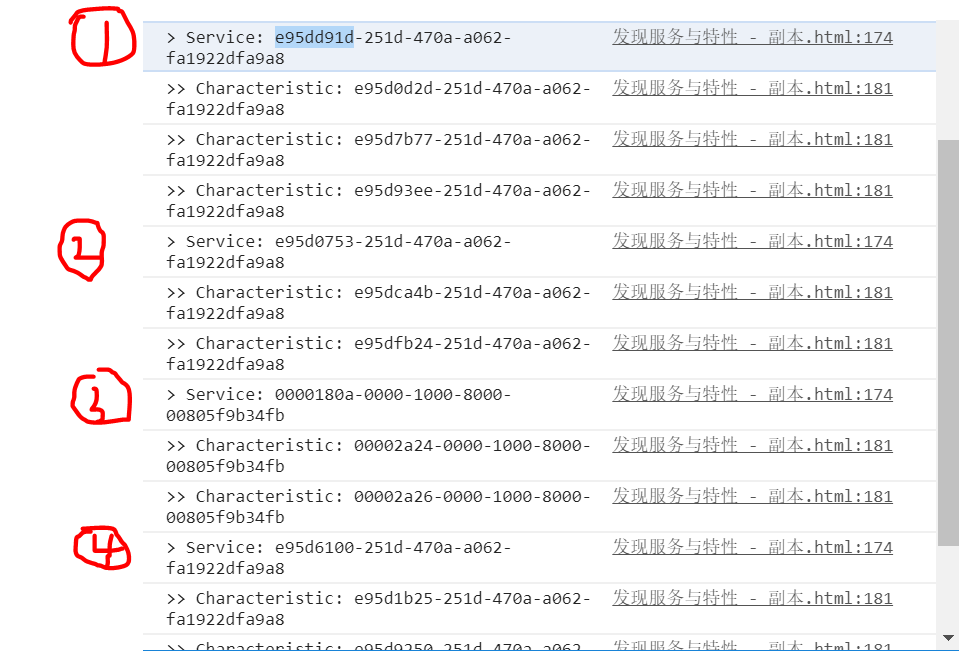 1
> Service: e95dd91d-251d-470a-a062-
fa1922dfa9a8
发现服务与特性 - 副本.html:174
>> Characteristic: e95d0d2d-251d-470a-a062-
fa1922dfa9a8
发现服务与特性 - 副本.html:181
>> Characteristic: e95d7b77-251d-470a-a062-
fa1922dfa9a8
发现服务与特性 - 副本.html:181
>> Characteristic: e95d93ee-251d-470a-a062-
fa1922dfa9a8
发现服务与特性 - 副本.html:181
2
> Service: e95d0753-251d-470a-a062-
fa1922dfa9a8
发现服务与特性 - 副本.html:174
>> Characteristic: e95dca4b-251d-470a-a062-
fa1922dfa9a8
发现服务与特性 - 副本.html:181
>> Characteristic: e95dfb24-251d-470a-a062-
fa1922dfa9a8
发现服务与特性 - 副本.html:181
3
> Service: 0000180a-0000-1000-8000-
00805f9b34fb
发现服务与特性 - 副本.html:174
>> Characteristic: 00002a24-0000-1000-8000-
00805f9b34fb
发现服务与特性 - 副本.html:181
>> Characteristic: 00002a26-0000-1000-8000-
00805f9b34fb
发现服务与特性 - 副本.html:181
4
> Service: e95d6100-251d-470a-a062-
fa1922dfa9a8
发现服务与特性 - 副本.html:174
>> Characteristic: e95d1b25-251d-470a-a062-
fa1922dfa9a8
发现服务与特性 - 副本.html:181
>> Characteristic: e95d9250-251d-470a-a062-
发现服务与特性 - 副本.html:181